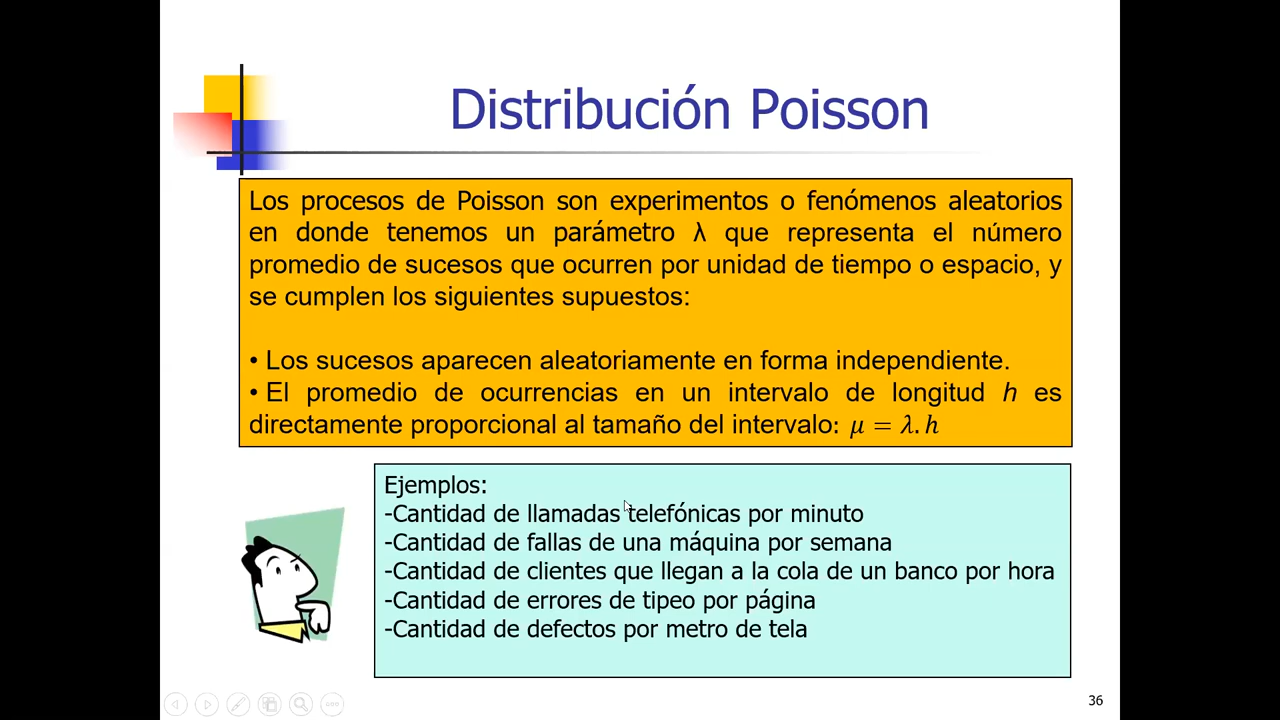 Distribución Poisson
Los procesos de Poisson son experimentos o fenómenos aleatorios
en donde tenemos un parámetro λ que representa el número
promedio de sucesos que ocurren por unidad de tiempo o espacio, y
se cumplen los siguientes supuestos:
• Los sucesos aparecen aleatoriamente en forma independiente.
• El promedio de ocurrencias en un intervalo de longitud h es
directamente proporcional al tamaño del intervalo: μ = λ.h
Ejemplos:
-Cantidad de llamadas telefónicas por minuto
-Cantidad de fallas de una máquina por semana
-Cantidad de clientes que llegan a la cola de un banco por hora
-Cantidad de errores de tipeo por página
-Cantidad de defectos por metro de tela
36